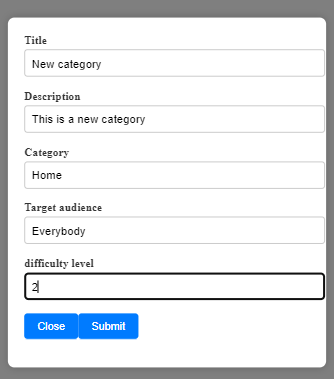 Title
New category
Description
This is a new category
Category
Home
Target audience
Everybody
difficulty level
2
Close Submit